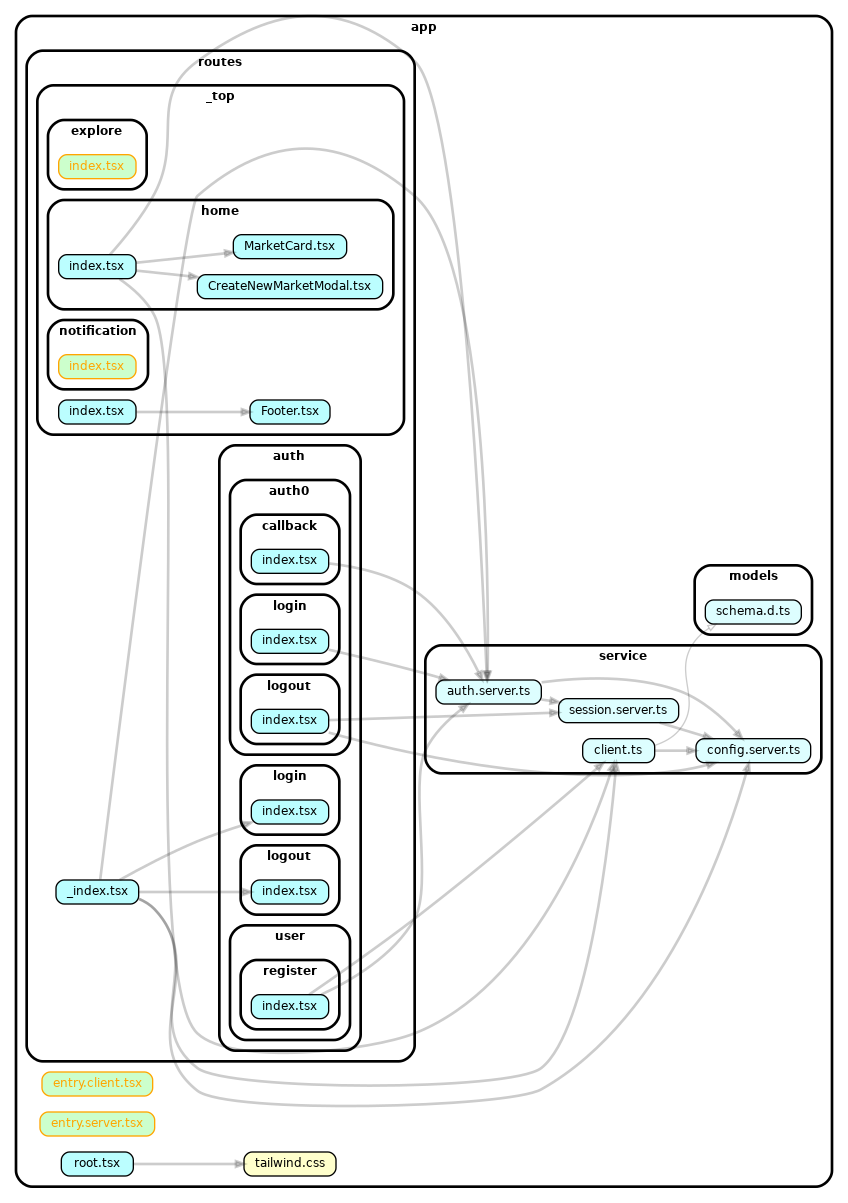 app
routes
_top
explore
index.tsx
home
MarketCard.tsx
index.tsx
CreateNewMarketModal.tsx
notification
index.tsx
index.tsx
Footer.tsx
auth
auth0
callback
index.tsx
login
index.tsx
logout
index.tsx
login
index.tsx
logout
index.tsx
_index.tsx
user
register
index.tsx
models
schema.d.ts
service
auth.server.ts
session.server.ts
client.ts
config.server.ts
entry.client.tsx
entry.server.tsx
root.tsx
tailwind.css